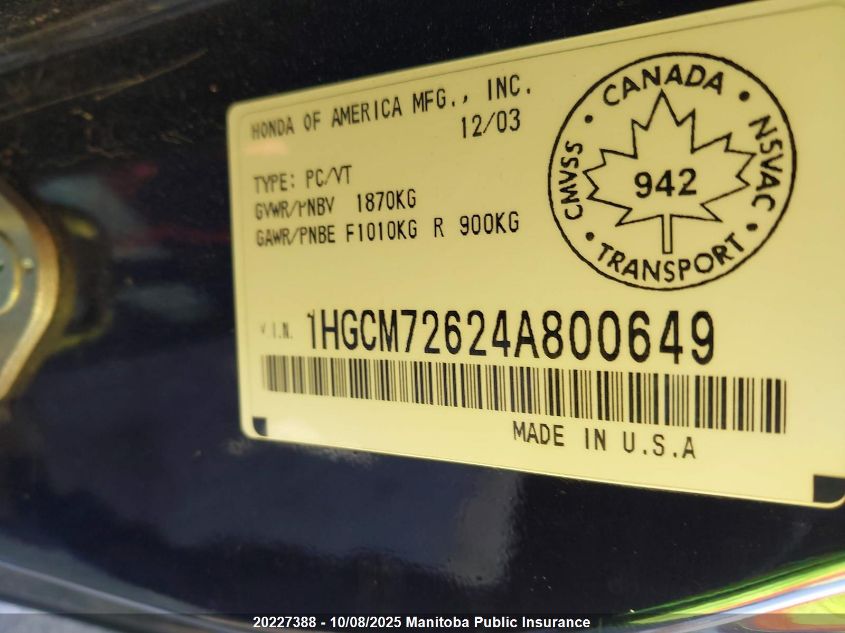 HONDA OF AMERICA MFG., INC.
12/03
TYPE: PC/VT
GVWR/PNBV 1870KG
GAWR/PNBE F1010KG R 900KG
CANADA
CMVSS
942
NSVAC
TRANSPORT
V.I.N. 1HGCM72624A800649
MADE IN U.S.A
20227388 - 10/08/2025 Manitoba Public Insurance